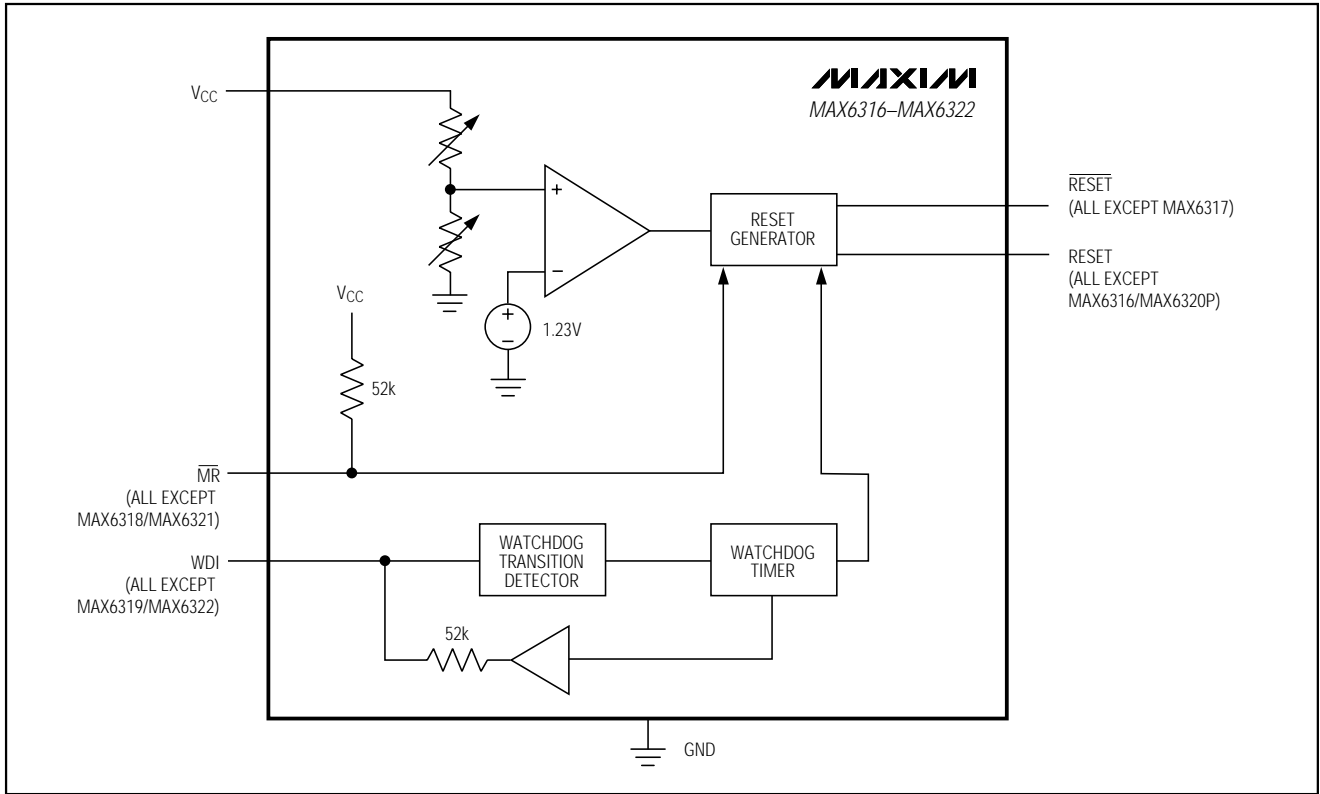 MAXIM
MAX6316–MAX6322
VCC
+
−
RESET
GENERATOR
RESET
(ALL EXCEPT MAX6317)
RESET
(ALL EXCEPT
MAX6316/MAX6320P)
VCC
+
−
1.23V
52k
MR
(ALL EXCEPT
MAX6318/MAX6321)
WDI
(ALL EXCEPT
MAX6319/MAX6322)
WATCHDOG
TRANSITION
DETECTOR
WATCHDOG
TIMER
52k
GND